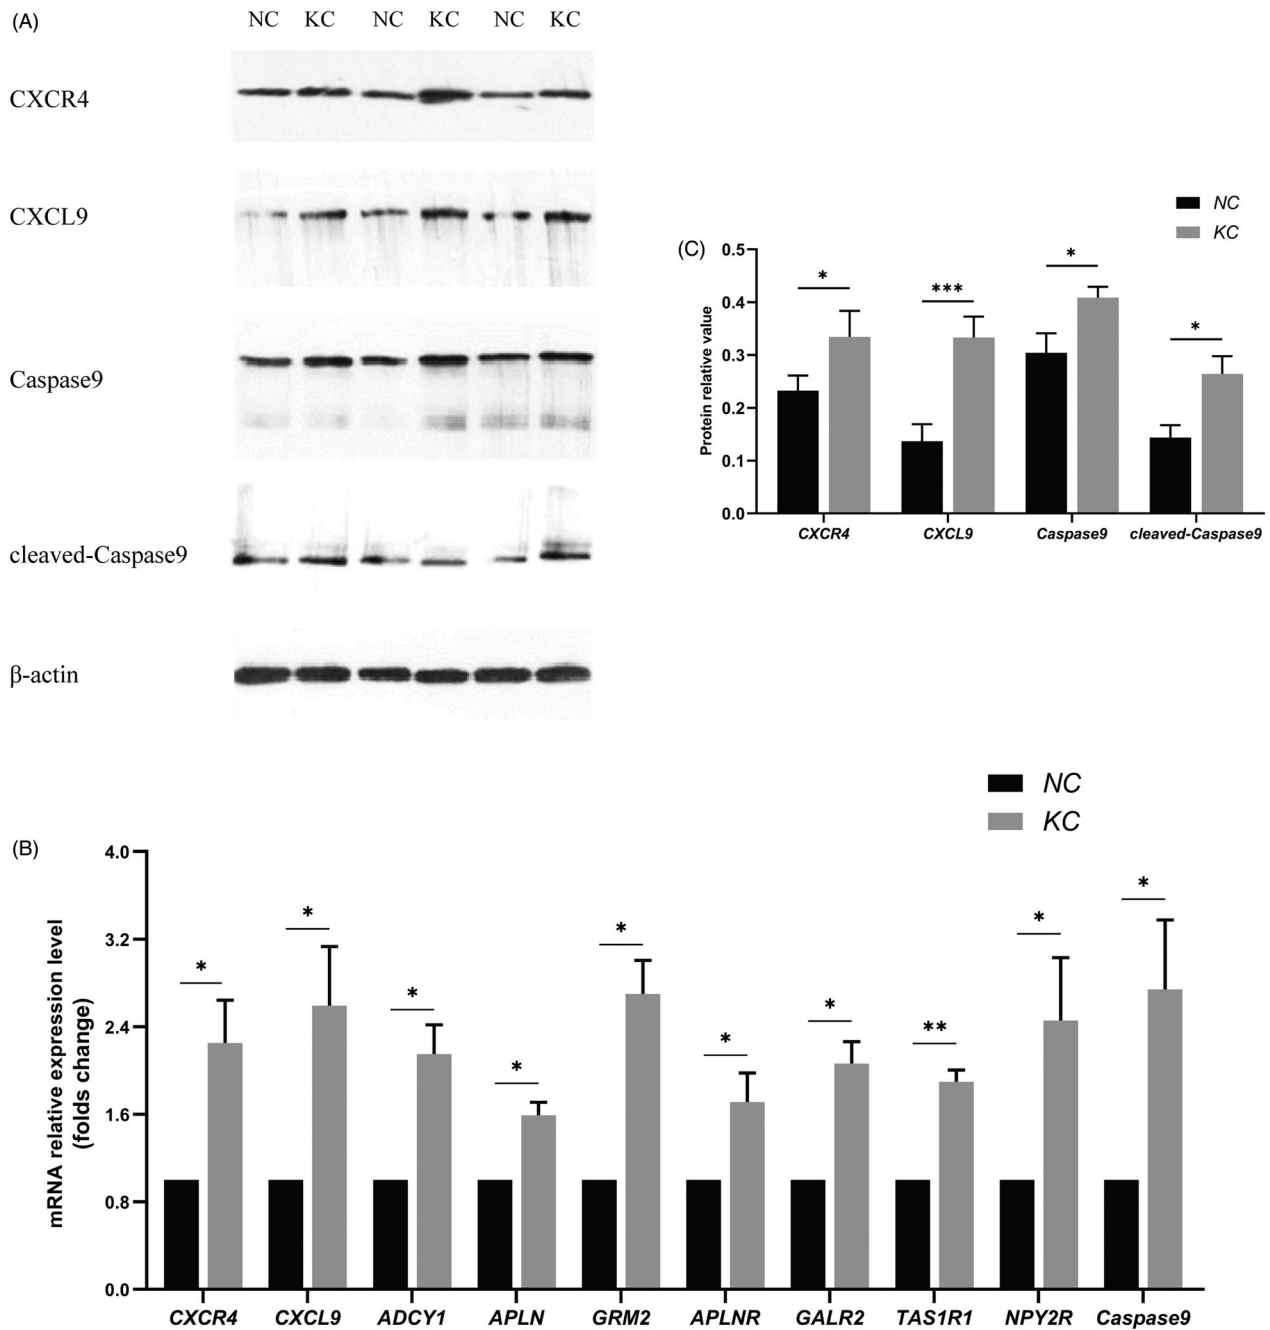 (A)
NC KC NC KC NC KC
CXCR4
CXCL9
Caspase9
cleaved-Caspase9
β-actin
(C)
NC
KC
Protein relative value
0.5
0.4
0.3
0.2
0.1
0.0
*
***
*
*
CXCR4 CXCL9 Caspase9 cleaved-Caspase9
(B)
NC
KC
mRNA relative expression level
(folds change)
4.0
3.2
2.4
1.6
0.8
0.0
*
*
*
*
*
*
*
**
*
*
CXCR4 CXCL9 ADCY1 APLN GRM2 APLNR GALR2 TAS1R1 NPY2R Caspase9